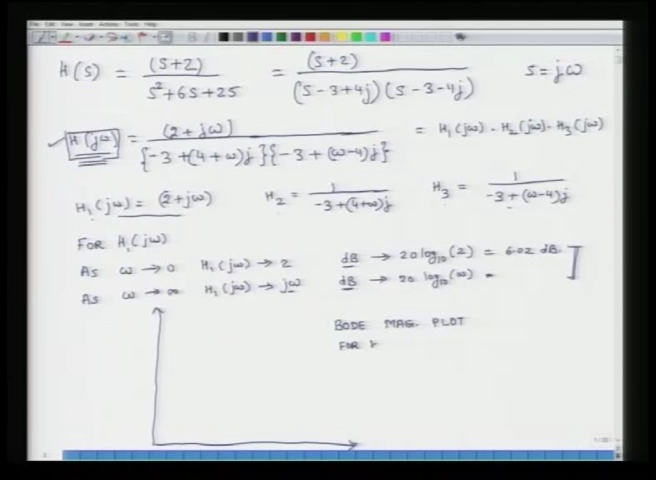 H(s) = (s+2) / (s²+6s+25) = (s+2) / ((s-3+4j)(s-3-4j)) s=jω
H(jω) = (2+jω) / ({-3+(4+ω)j}{-3+(ω-4)j}) = H₁(jω) · H₂(jω) · H₃(jω)
H₁(jω) = (2+jω) H₂ = 1 / (-3+(4+ω)j) H₃ = 1 / (-3+(ω-4)j)
FOR H₁(jω)
As ω → 0 H₁(jω) → 2 dB → 20 log₁₀(2) = 6.02 dB
As ω → ∞ H₁(jω) → jω dB → 20 log₁₀(∞) =
BODE MAG. PLOT
FOR